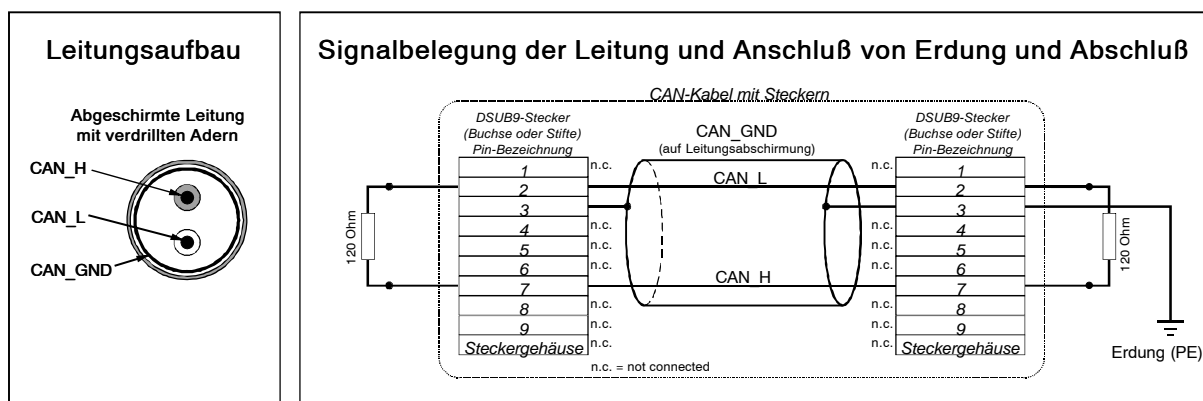 Leitungsaufbau
Abgeschirmte Leitung
mit verdrillten Adern
CAN_H
CAN_L
CAN_GND
Signalbelegung der Leitung und Anschluß von Erdung und Abschluß
CAN-Kabel mit Steckern
DSUB9-Stecker
(Buchse oder Stifte)
Pin-Bezeichnung
CAN_GND
(auf Leitungsabschirmung)
DSUB9-Stecker
(Buchse oder Stifte)
Pin-Bezeichnung
1 n.c. n.c. 1
2 CAN_L 2
3 3
4 n.c. n.c. 4
5 n.c. n.c. 5
6 n.c. n.c. 6
7 CAN_H 7
8 n.c. n.c. 8
9 n.c. n.c. 9
Steckergehäuse n.c. n.c. Steckergehäuse
120 Ohm
120 Ohm
Erdung (PE)
n.c. = not connected